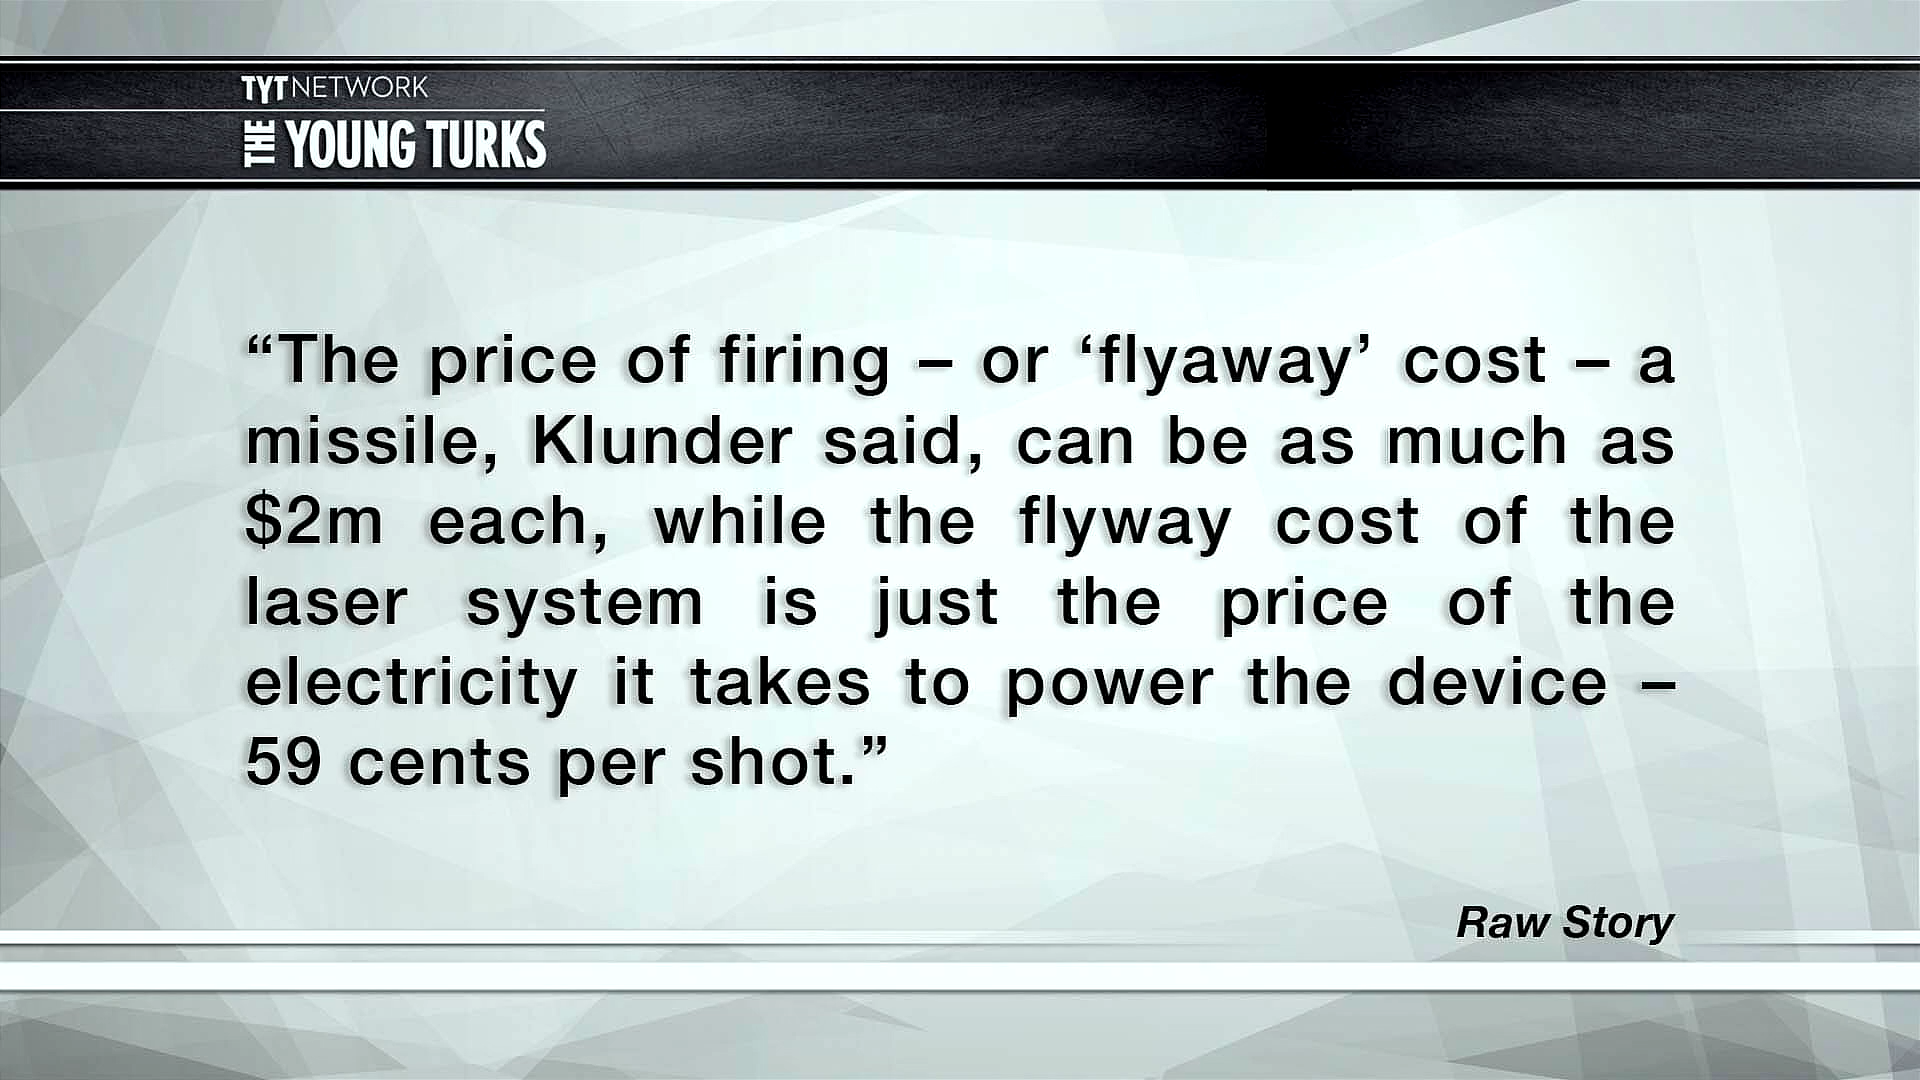 TYT NETWORK
THE YOUNG TURKS
“The price of firing – or ‘flyaway’ cost – a
missile, Klunder said, can be as much as
$2m each, while the flyway cost of the
laser system is just the price of the
electricity it takes to power the device –
59 cents per shot.”
Raw Story